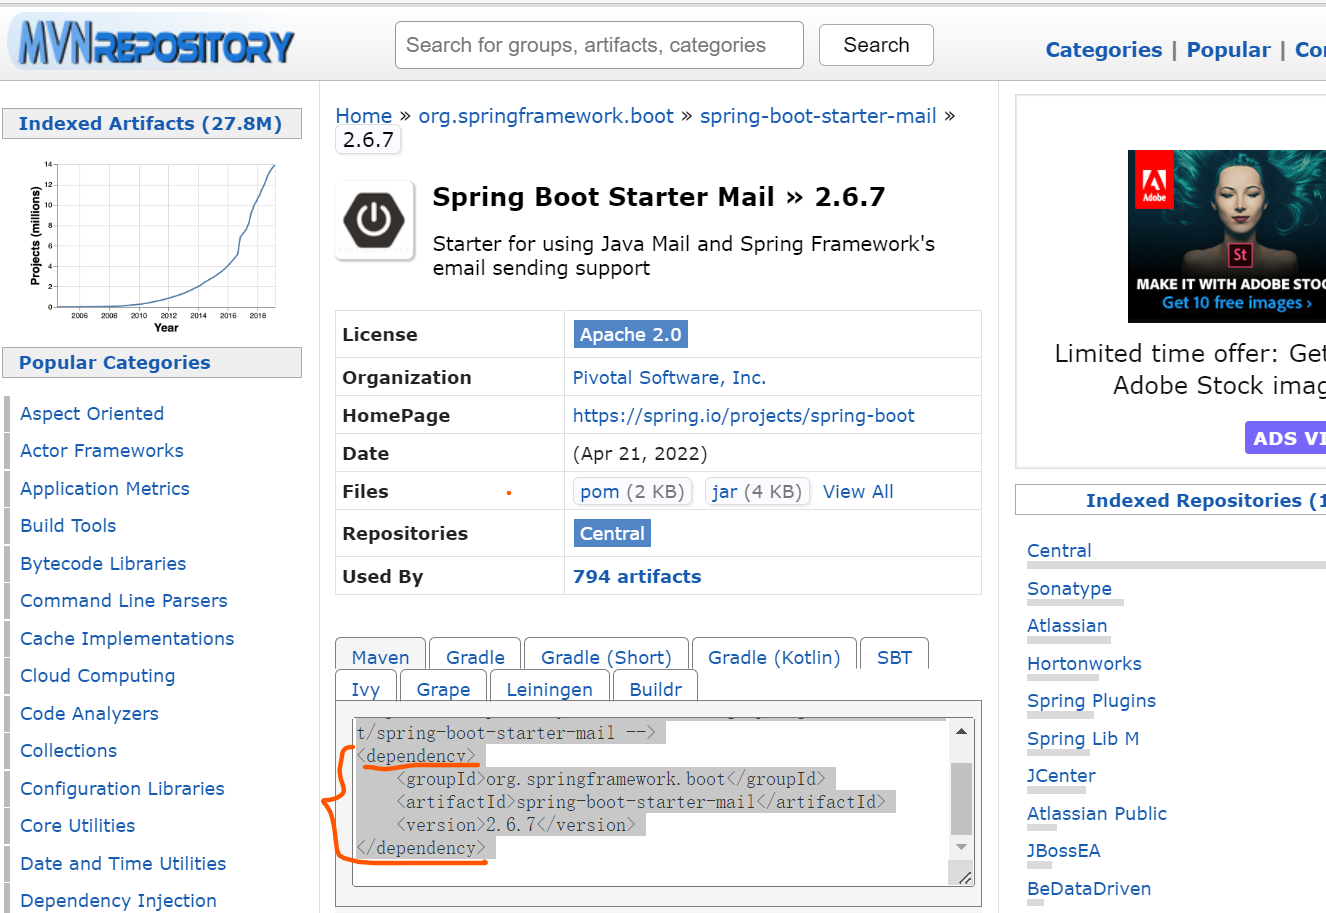 MVNREPOSITORY
Search for groups, artifacts, categories
Search
Categories | Popular | Co
Indexed Artifacts (27.8M)
Projects (millions)
14
12
10
8
6
4
2
0
2006 2008 2010 2012 2014 2016 2018
Year
Popular Categories
Aspect Oriented
Actor Frameworks
Application Metrics
Build Tools
Bytecode Libraries
Command Line Parsers
Cache Implementations
Cloud Computing
Code Analyzers
Collections
Configuration Libraries
Core Utilities
Date and Time Utilities
Dependency Injection
Home » org.springframework.boot » spring-boot-starter-mail »
2.6.7
Spring Boot Starter Mail » 2.6.7
Starter for using Java Mail and Spring Framework's
email sending support
License Apache 2.0
Organization Pivotal Software, Inc.
HomePage https://spring.io/projects/spring-boot
Date (Apr 21, 2022)
Files pom (2 KB) jar (4 KB) View All
Repositories Central
Used By 794 artifacts
Maven Gradle Gradle (Short) Gradle (Kotlin) SBT
Ivy Grape Leiningen Buildr
t/spring-boot-starter-mail -->
<dependency>
<groupId>org.springframework.boot</groupId>
<artifactId>spring-boot-starter-mail</artifactId>
<version>2.6.7</version>
</dependency>
Adobe
St
MAKE IT WITH ADOBE STOC
Get 10 free images ›
Limited time offer: Get
Adobe Stock imag
ADS VI
Indexed Repositories (1
Central
Sonatype
Atlassian
Hortonworks
Spring Plugins
Spring Lib M
JCenter
Atlassian Public
JBossEA
BeDataDriven